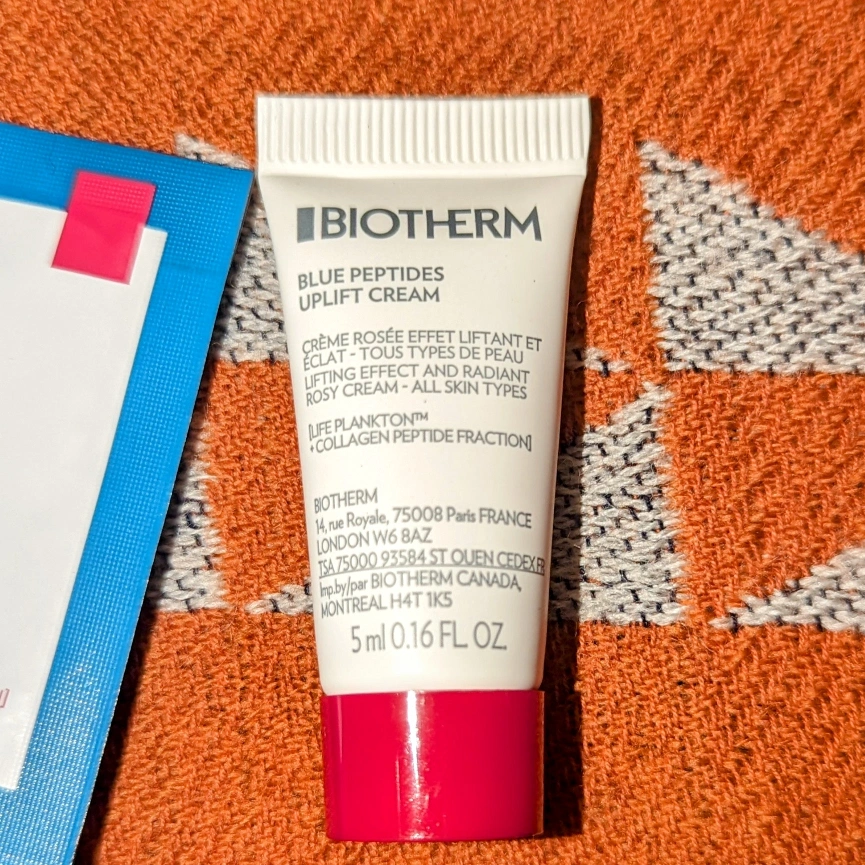 BIOTHERM
BLUE PEPTIDES
UPLIFT CREAM
CRÈME ROSÉE EFFET LIFTANT ET
ÉCLAT - TOUS TYPES DE PEAU
LIFTING EFFECT AND RADIANT
ROSY CREAM - ALL SKIN TYPES
[LIFE PLANKTON™
+ COLLAGEN PEPTIDE FRACTION]
BIOTHERM
14, rue Royale, 75008 Paris FRANCE
LONDON W6 8AZ
TSA 75000 93584 ST OUEN CEDEX FR
Imp.by/par BIOTHERM CANADA,
MONTREAL H4T 1K5
5 ml 0.16 FL. OZ.